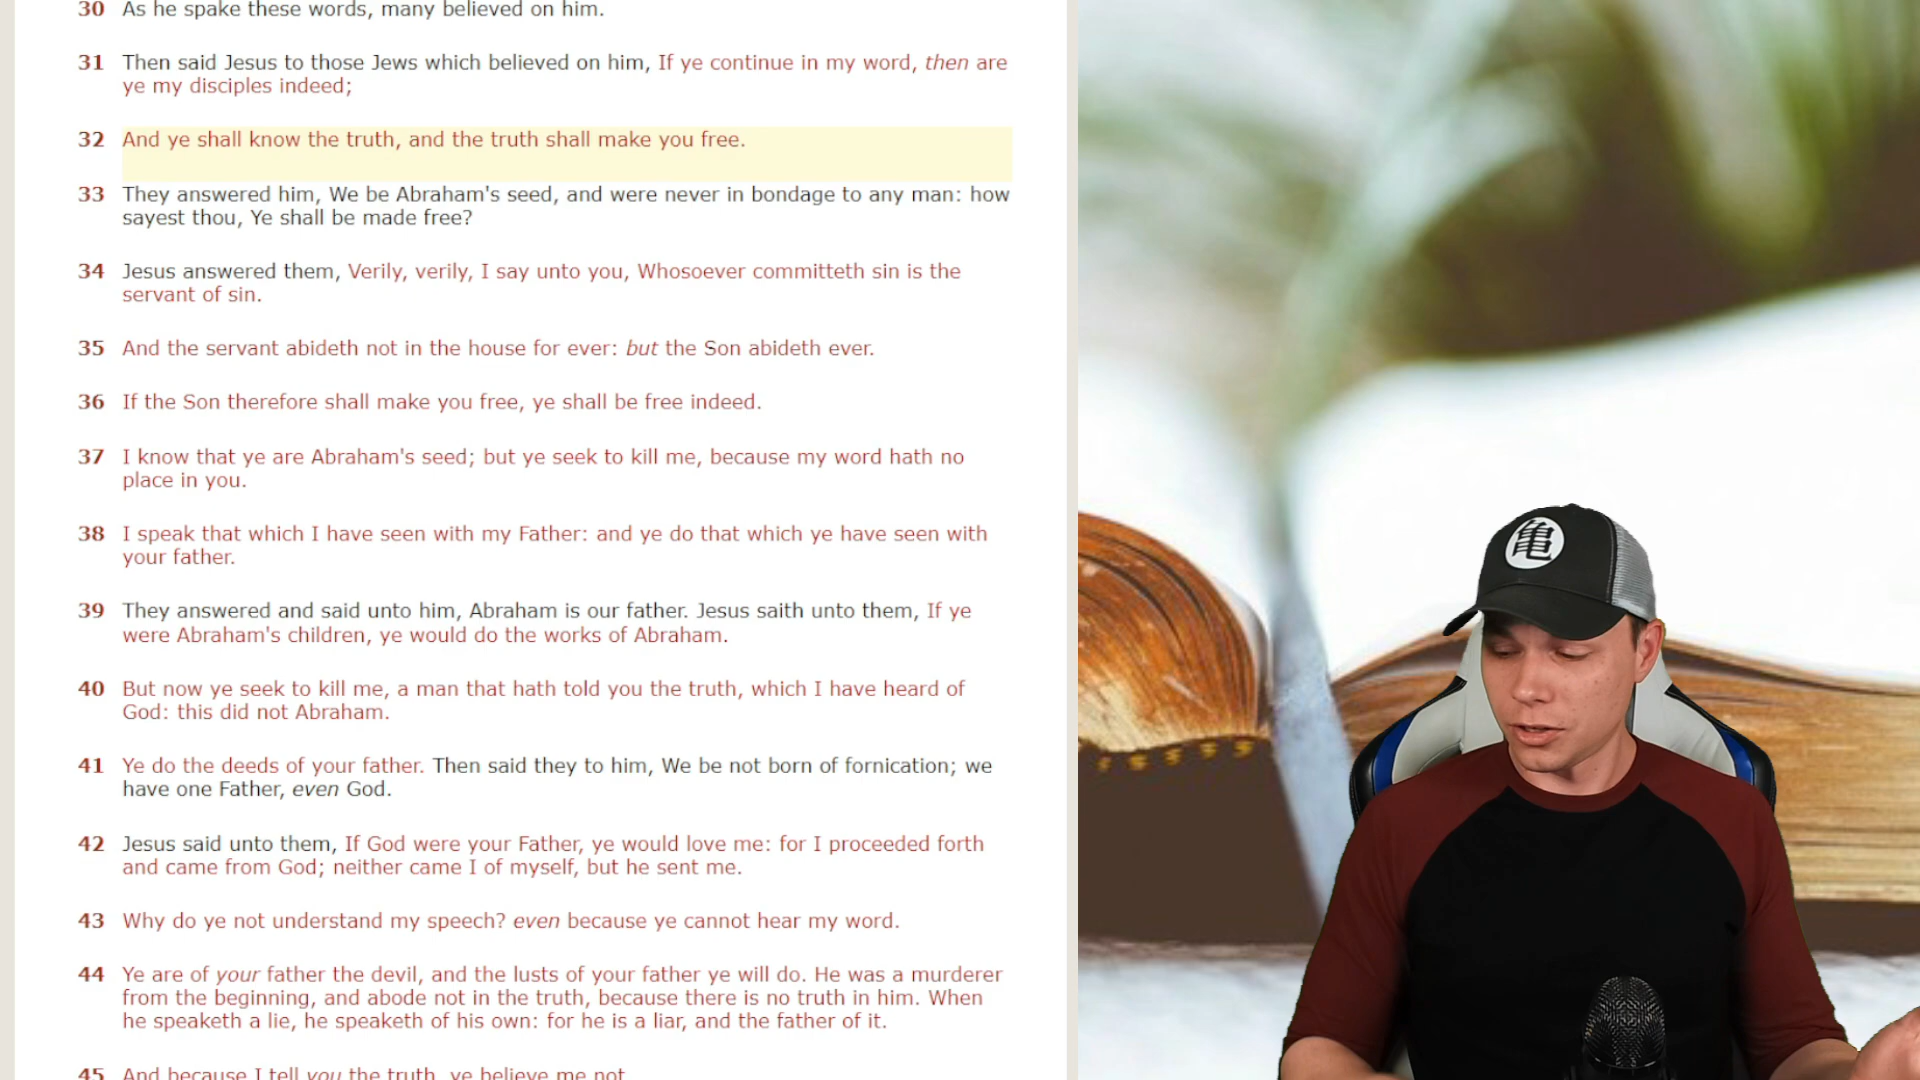 30 As he spake these words, many believed on him.
31 Then said Jesus to those Jews which believed on him, If ye continue in my word, then are
ye my disciples indeed;
32 And ye shall know the truth, and the truth shall make you free.
33 They answered him, We be Abraham's seed, and were never in bondage to any man: how
sayest thou, Ye shall be made free?
34 Jesus answered them, Verily, verily, I say unto you, Whosoever committeth sin is the
servant of sin.
35 And the servant abideth not in the house for ever: but the Son abideth ever.
36 If the Son therefore shall make you free, ye shall be free indeed.
37 I know that ye are Abraham's seed; but ye seek to kill me, because my word hath no
place in you.
38 I speak that which I have seen with my Father: and ye do that which ye have seen with
your father.
39 They answered and said unto him, Abraham is our father. Jesus saith unto them, If ye
were Abraham's children, ye would do the works of Abraham.
40 But now ye seek to kill me, a man that hath told you the truth, which I have heard of
God: this did not Abraham.
41 Ye do the deeds of your father. Then said they to him, We be not born of fornication; we
have one Father, even God.
42 Jesus said unto them, If God were your Father, ye would love me: for I proceeded forth
and came from God; neither came I of myself, but he sent me.
43 Why do ye not understand my speech? even because ye cannot hear my word.
44 Ye are of your father the devil, and the lusts of your father ye will do. He was a murderer
from the beginning, and abode not in the truth, because there is no truth in him. When
he speaketh a lie, he speaketh of his own: for he is a liar, and the father of it.
45 And because I tell you the truth, ye believe me not.
亀